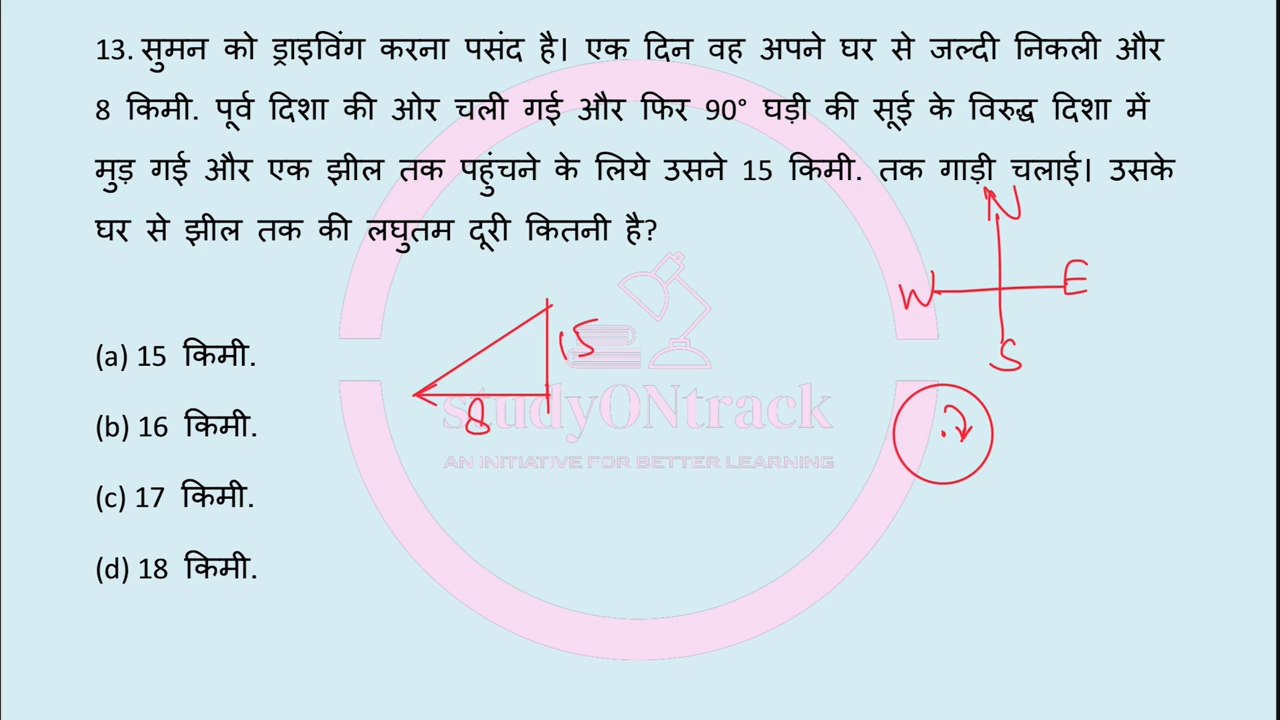 13. सुमन को ड्राइविंग करना पसंद है। एक दिन वह अपने घर से जल्दी निकली और
8 किमी. पूर्व दिशा की ओर चली गई और फिर 90° घड़ी की सूई के विरुद्ध दिशा में
मुड़ गई और एक झील तक पहुंचने के लिये उसने 15 किमी. तक गाड़ी चलाई। उसके
घर से झील तक की लघुतम दूरी कितनी है?
N
W E
S
15
8
(a) 15 किमी.
(b) 16 किमी.
(c) 17 किमी.
(d) 18 किमी.
studyONtrack
AN INITIATIVE FOR BETTER LEARNING